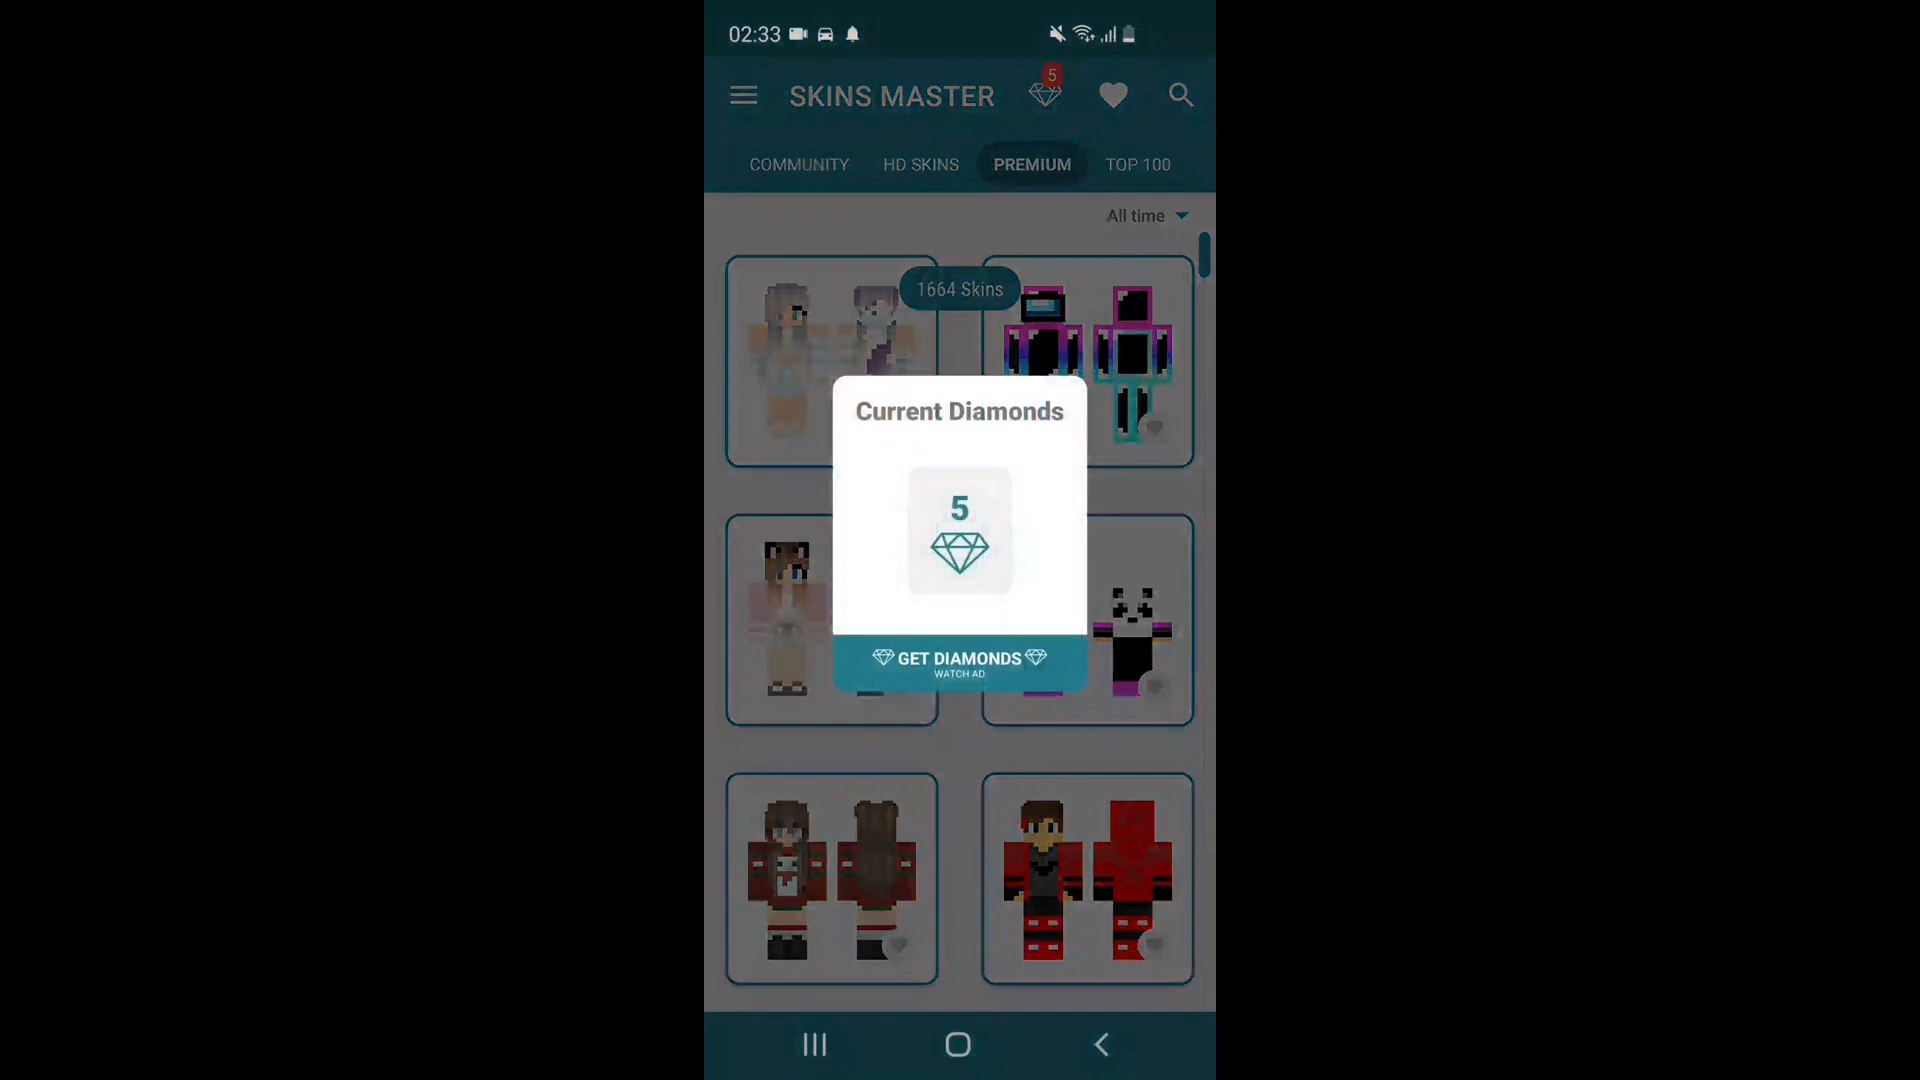 02:33
SKINS MASTER
5
COMMUNITY HD SKINS PREMIUM TOP 100
All time
1664 Skins
Current Diamonds
5
GET DIAMONDS
WATCH AD